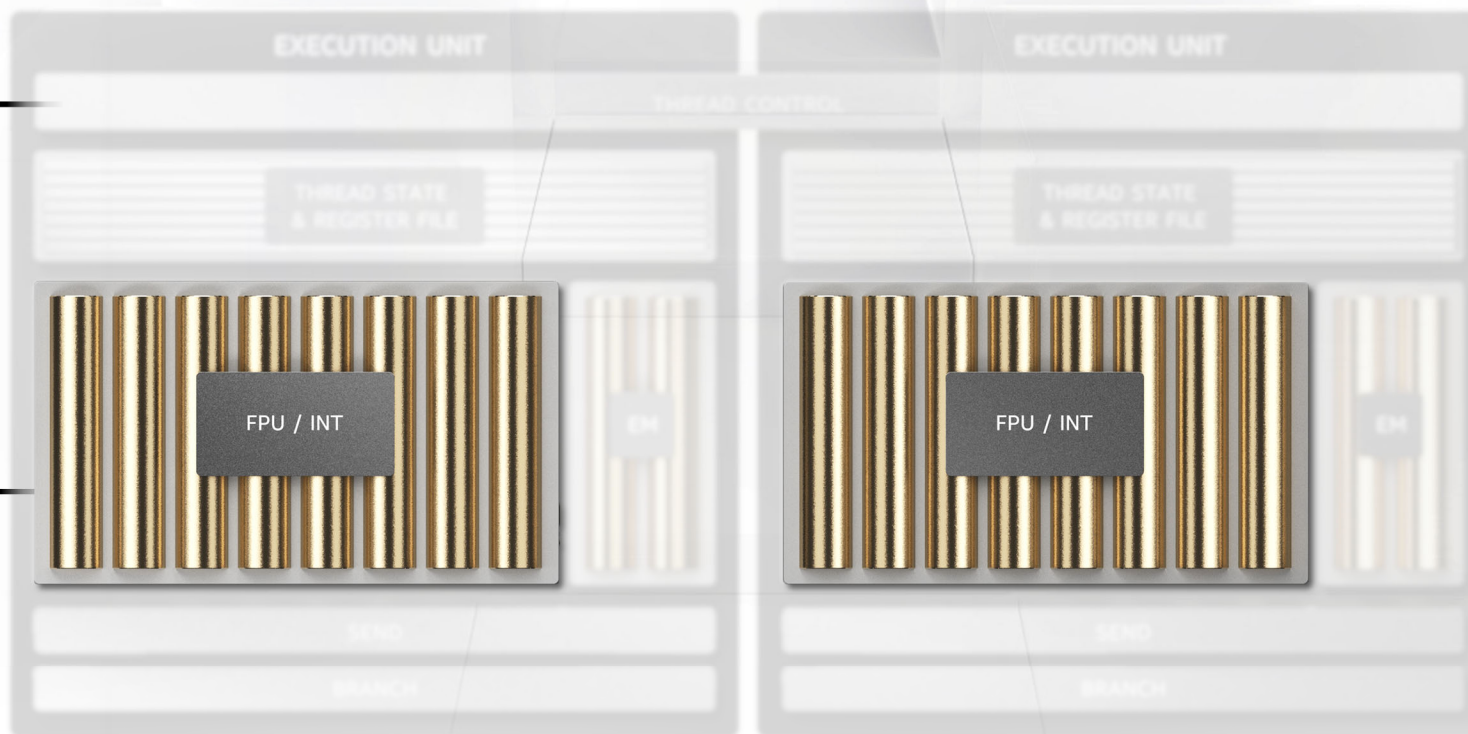 EXECUTION UNIT
EXECUTION UNIT
THREAD CONTROL
THREAD STATE
& REGISTER FILE
THREAD STATE
& REGISTER FILE
FPU / INT
EM
FPU / INT
EM
SEND
SEND
BRANCH
BRANCH